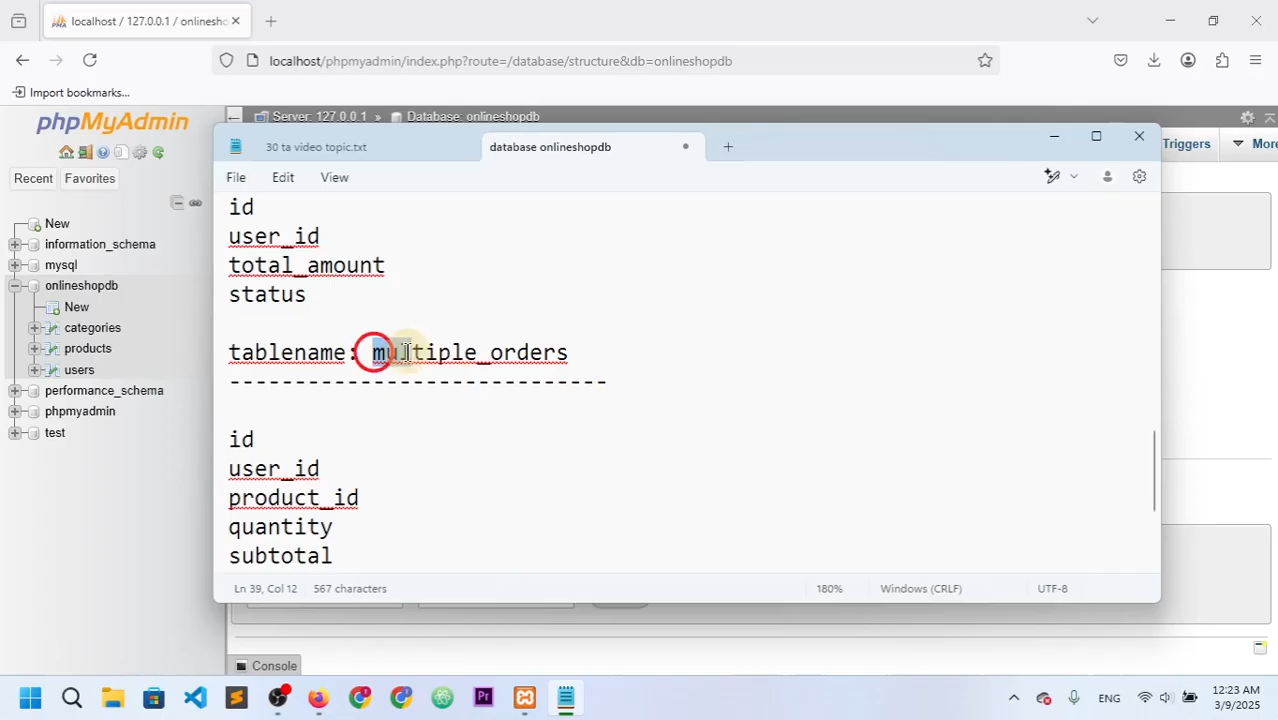 localhost / 127.0.0.1 / onlinesho
localhost/phpmyadmin/index.php?route=/database/structure&db=onlineshopdb
Import bookmarks...
phpMyAdmin
Server: 127.0.0.1 » Database: onlineshopdb
Recent
Favorites
Triggers
More
New
information_schema
mysql
onlineshopdb
New
categories
products
users
performance_schema
phpmyadmin
test
30 ta video topic.txt
database onlineshopdb
File
Edit
View
id
user_id
total_amount
status
tablename: multiple_orders
-----------------------------
id
user_id
product_id
quantity
subtotal
Ln 39, Col 12
567 characters
180%
Windows (CRLF)
UTF-8
Console
ENG
12:23 AM
3/9/2025